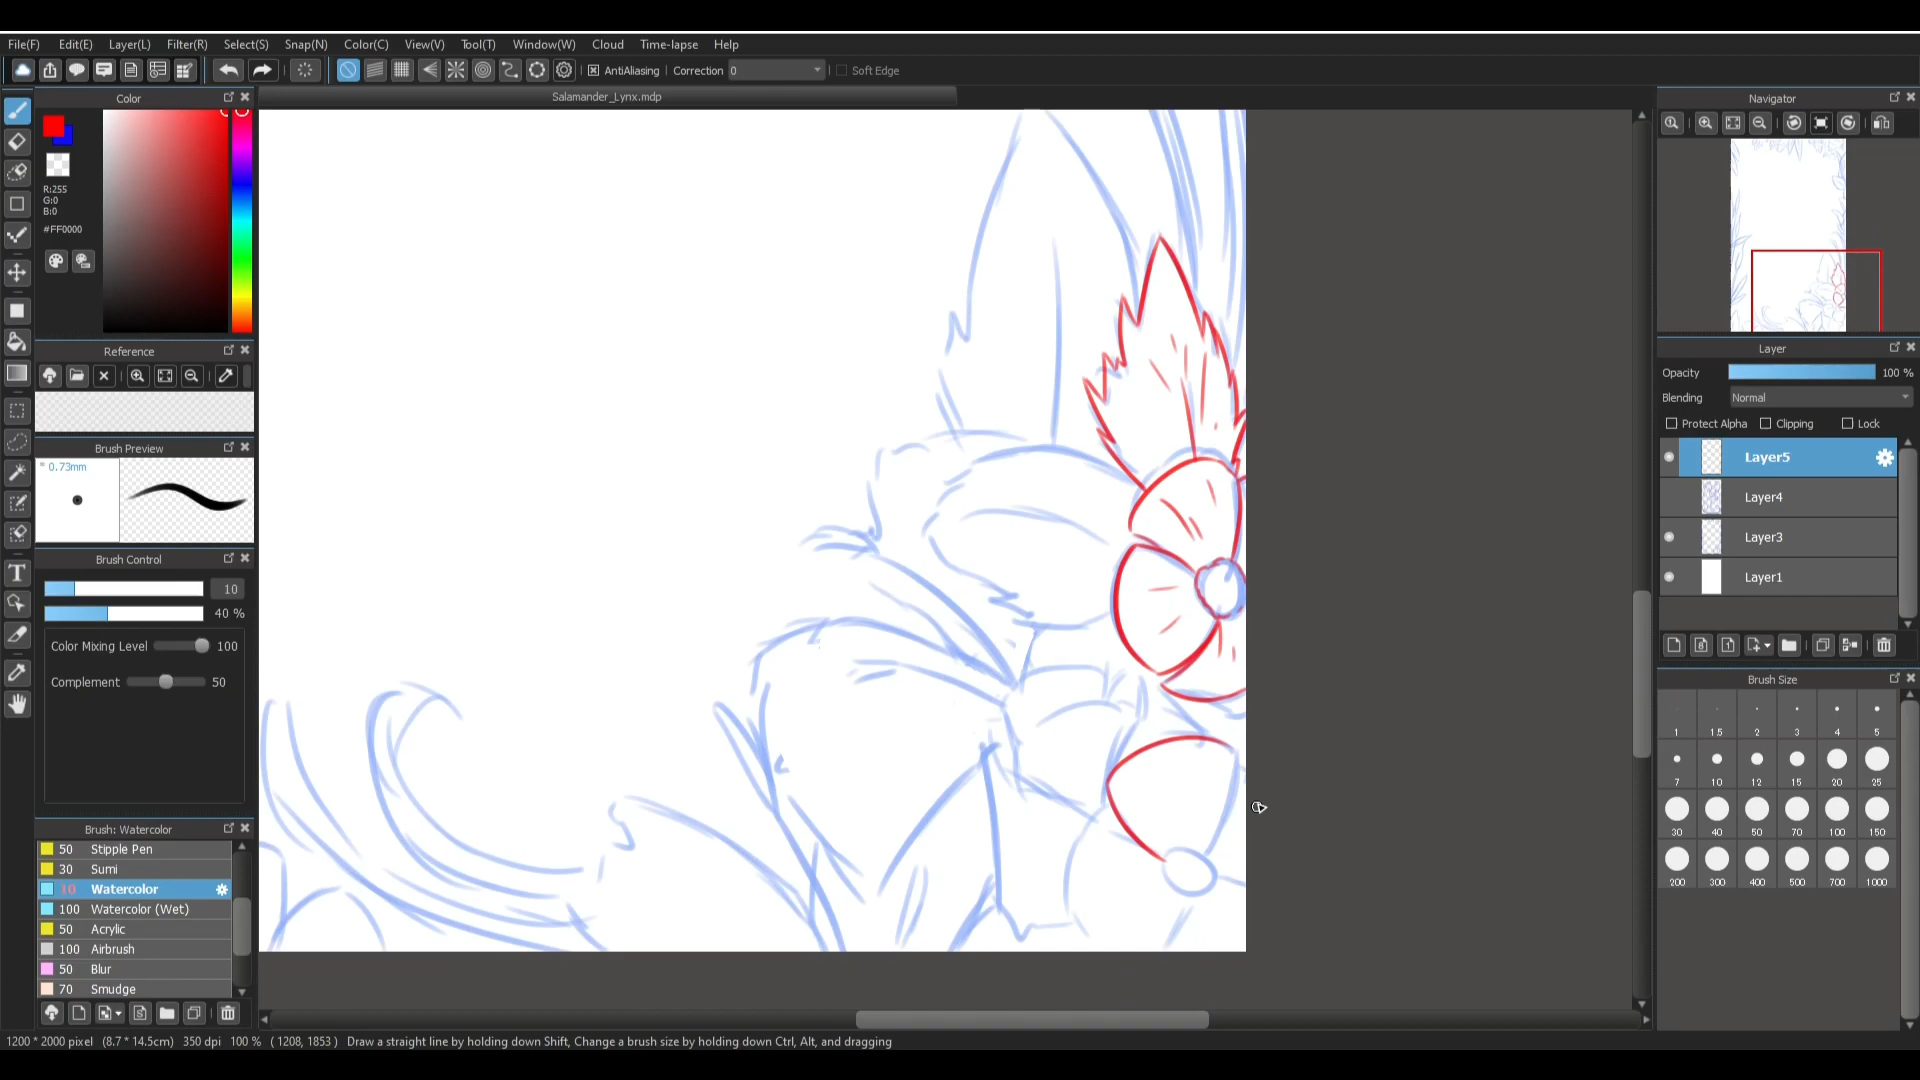 File(F) Edit(E) Layer(L) Filter(R) Select(S) Snap(N) Color(C) View(V) Tool(T) Window(W) Cloud Time-lapse Help
AntiAliasing Correction 0 Soft Edge
Color
Salamander_Lynx.mdp
Navigator
R:255
G:0
B:0
#FF0000
Reference
Layer
Opacity 100 %
Blending Normal
Protect Alpha Clipping Lock
Brush Preview
0.73mm
Layer5
Layer4
Layer3
Layer1
Brush Control
10
40 %
Color Mixing Level 100
Complement 50
Brush Size
1 1.5 2 3 4 5
7 10 12 15 20 25
30 40 50 70 100 150
200 300 400 500 700 1000
Brush: Watercolor
50 Stipple Pen
30 Sumi
10 Watercolor
100 Watercolor (Wet)
50 Acrylic
100 Airbrush
50 Blur
70 Smudge
1200 * 2000 pixel (8.7 * 14.5cm) 350 dpi 100 % ( 1208, 1853 ) Draw a straight line by holding down Shift, Change a brush size by holding down Ctrl, Alt, and dragging